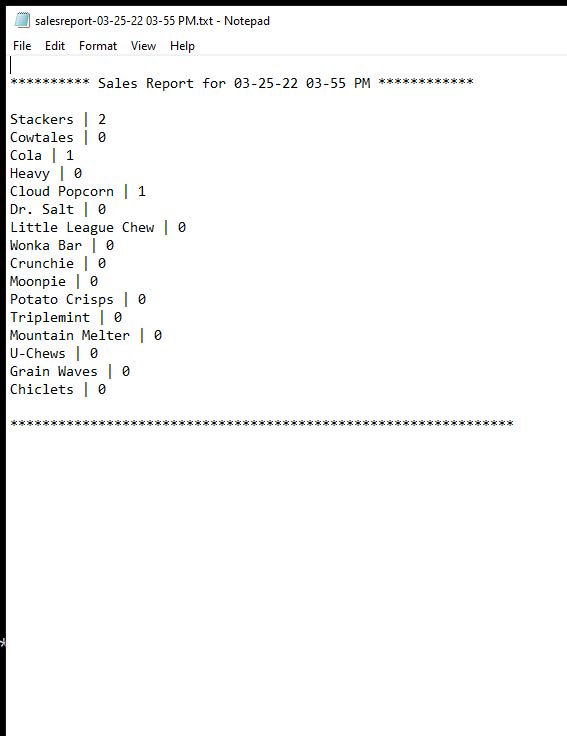 salesreport-03-25-22 03-55 PM.txt - Notepad
File Edit Format View Help
********** Sales Report for 03-25-22 03-55 PM ************
Stackers | 2
Cowtales | 0
Cola | 1
Heavy | 0
Cloud Popcorn | 1
Dr. Salt | 0
Little League Chew | 0
Wonka Bar | 0
Crunchie | 0
Moonpie | 0
Potato Crisps | 0
Triplemint | 0
Mountain Melter | 0
U-Chews | 0
Grain Waves | 0
Chiclets | 0
***************************************************************